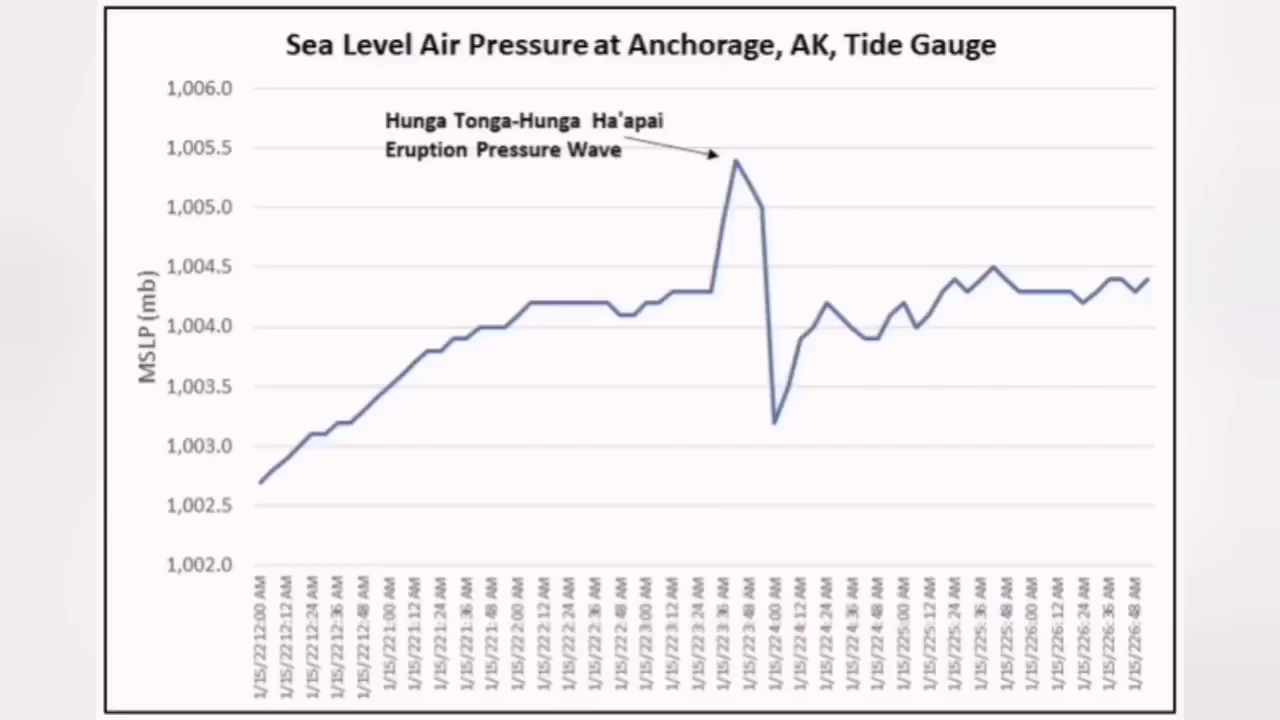 Sea Level Air Pressure at Anchorage, AK, Tide Gauge
1,006.0
Hunga Tonga-Hunga Ha'apai
Eruption Pressure Wave
1,005.5
1,005.0
1,004.5
1,004.0
MSLP (mb)
1,003.5
1,003.0
1,002.5
1,002.0
1/15/22 12:00 AM
1/15/22 12:12 AM
1/15/22 12:24 AM
1/15/22 12:36 AM
1/15/22 12:48 AM
1/15/22 1:00 AM
1/15/22 1:12 AM
1/15/22 1:24 AM
1/15/22 1:36 AM
1/15/22 1:48 AM
1/15/22 2:00 AM
1/15/22 2:12 AM
1/15/22 2:24 AM
1/15/22 2:36 AM
1/15/22 2:48 AM
1/15/22 3:00 AM
1/15/22 3:12 AM
1/15/22 3:24 AM
1/15/22 3:36 AM
1/15/22 3:48 AM
1/15/22 4:00 AM
1/15/22 4:12 AM
1/15/22 4:24 AM
1/15/22 4:36 AM
1/15/22 4:48 AM
1/15/22 5:00 AM
1/15/22 5:12 AM
1/15/22 5:24 AM
1/15/22 5:36 AM
1/15/22 5:48 AM
1/15/22 6:00 AM
1/15/22 6:12 AM
1/15/22 6:24 AM
1/15/22 6:36 AM
1/15/22 6:48 AM